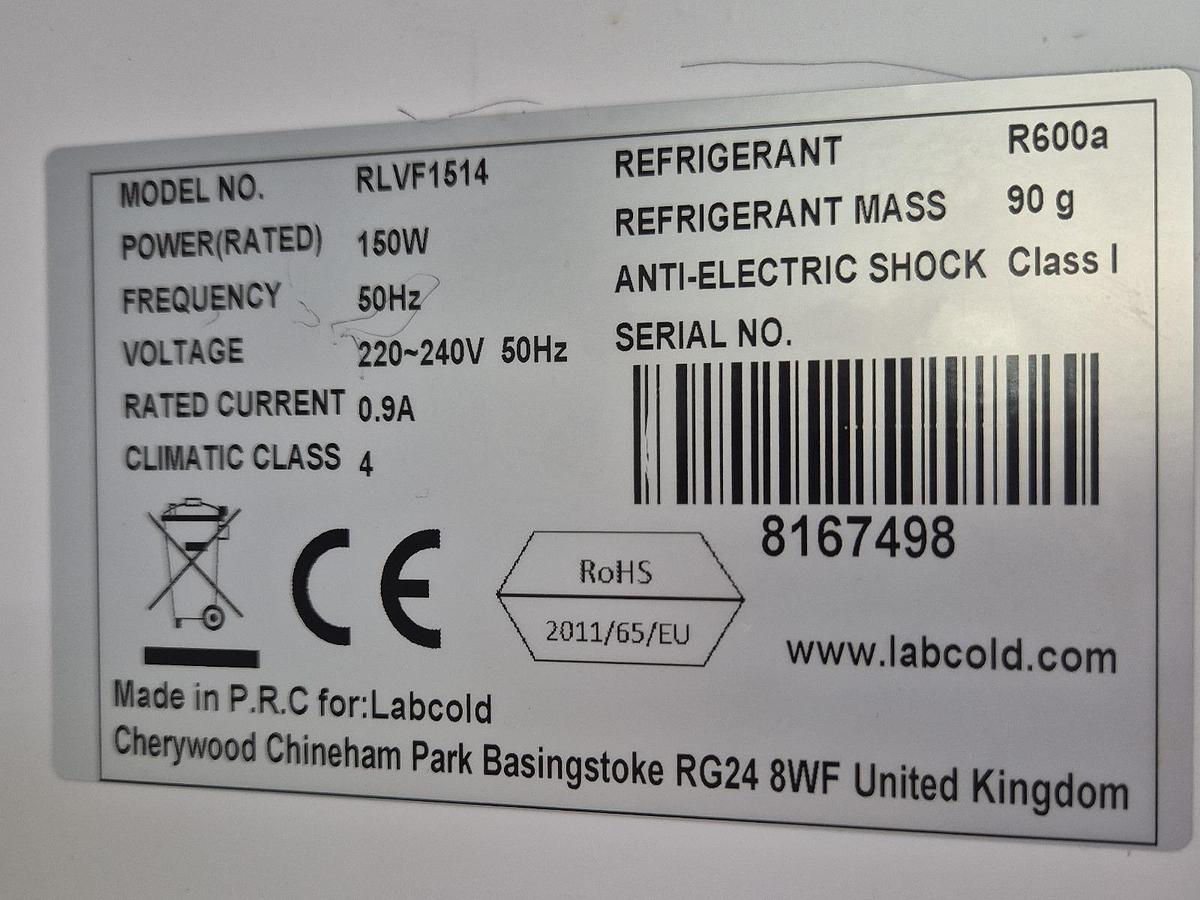 MODEL NO. RLVF1514
POWER(RATED) 150W
FREQUENCY 50Hz
VOLTAGE 220~240V 50Hz
RATED CURRENT 0.9A
CLIMATIC CLASS 4
REFRIGERANT R600a
REFRIGERANT MASS 90 g
ANTI-ELECTRIC SHOCK Class I
SERIAL NO.
8167498
CE
RoHS
2011/65/EU
www.labcold.com
Made in P.R.C for:Labcold
Cherywood Chineham Park Basingstoke RG24 8WF United Kingdom